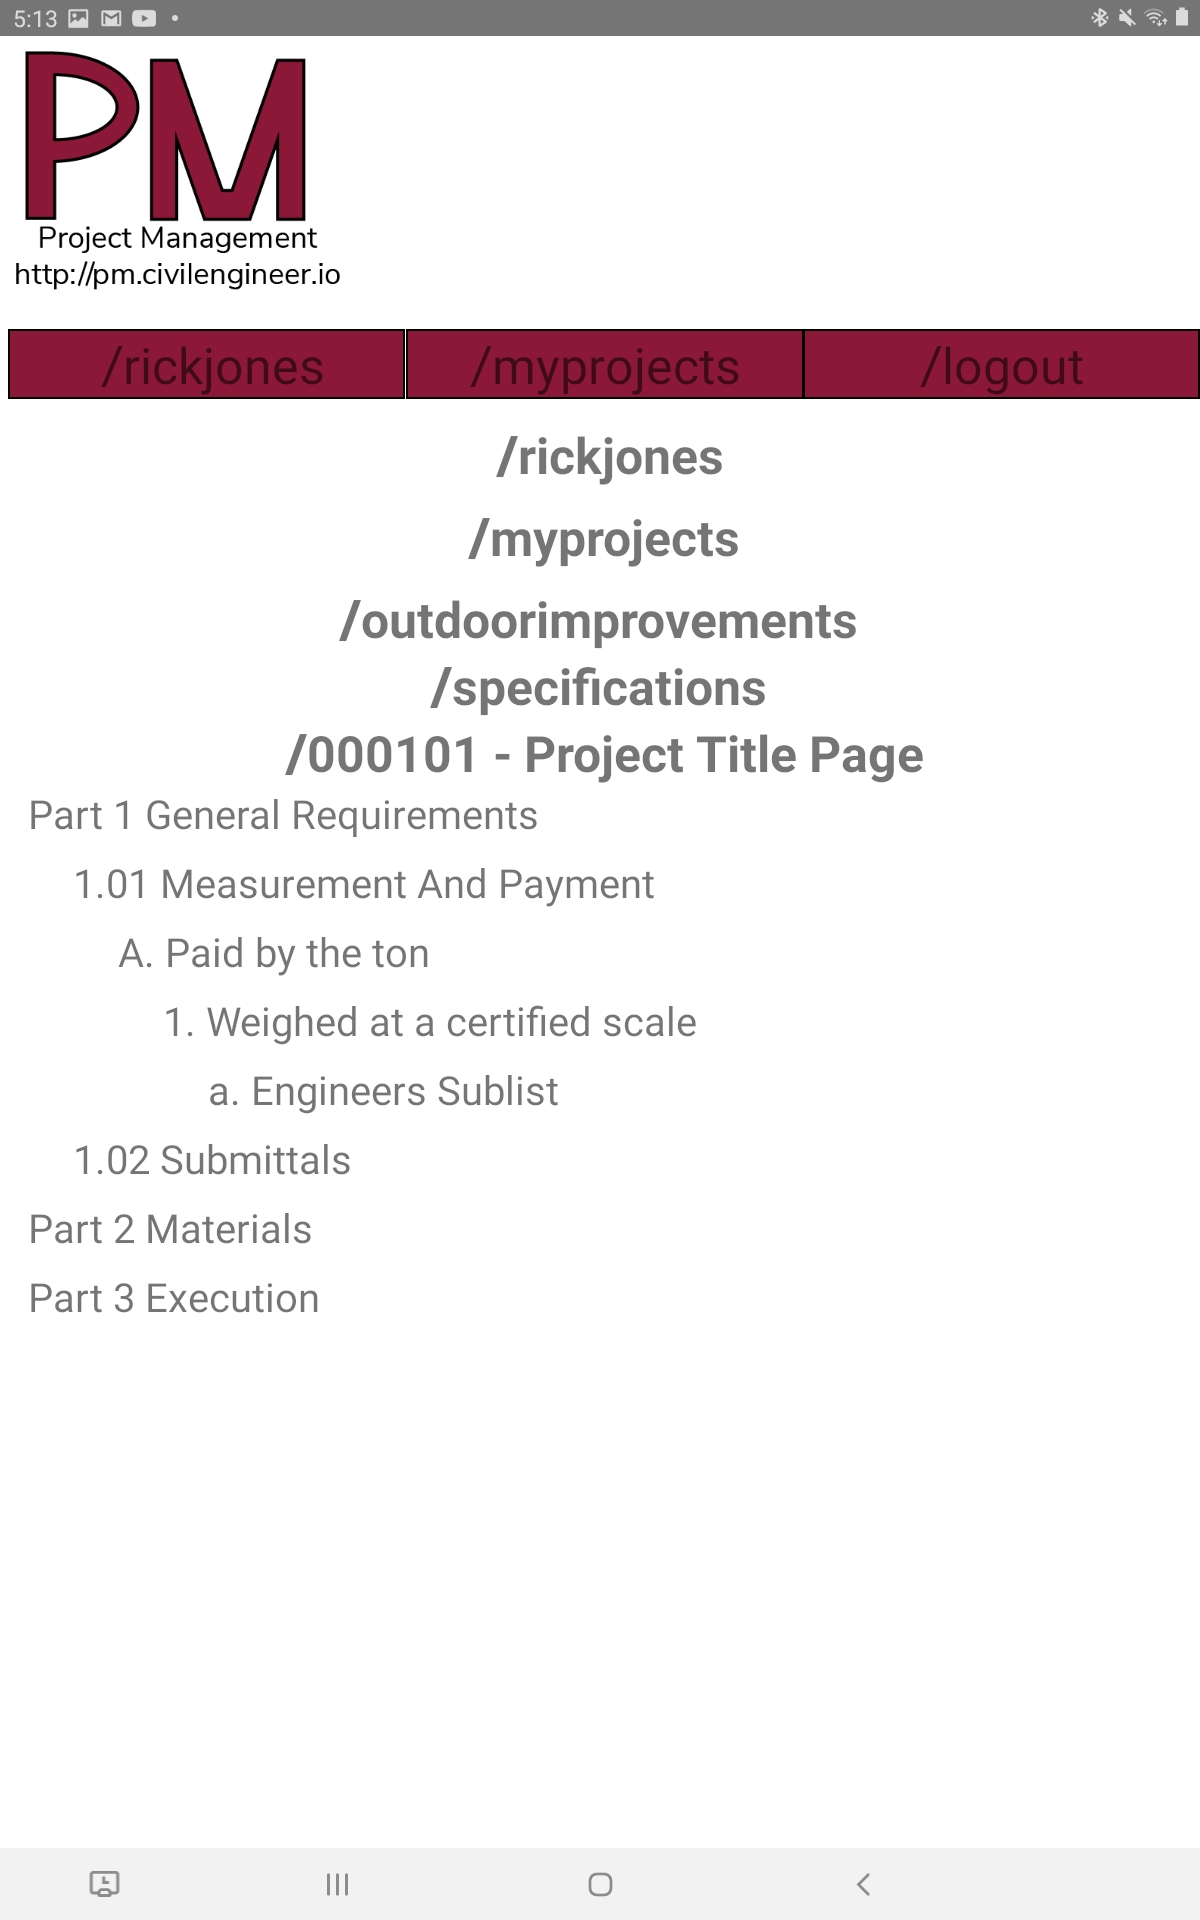 5:13
PM
Project Management
http://pm.civilengineer.io
/rickjones /myprojects /logout
/rickjones
/myprojects
/outdoorimprovements
/specifications
/000101 - Project Title Page
Part 1 General Requirements
1.01 Measurement And Payment
A. Paid by the ton
1. Weighed at a certified scale
a. Engineers Sublist
1.02 Submittals
Part 2 Materials
Part 3 Execution